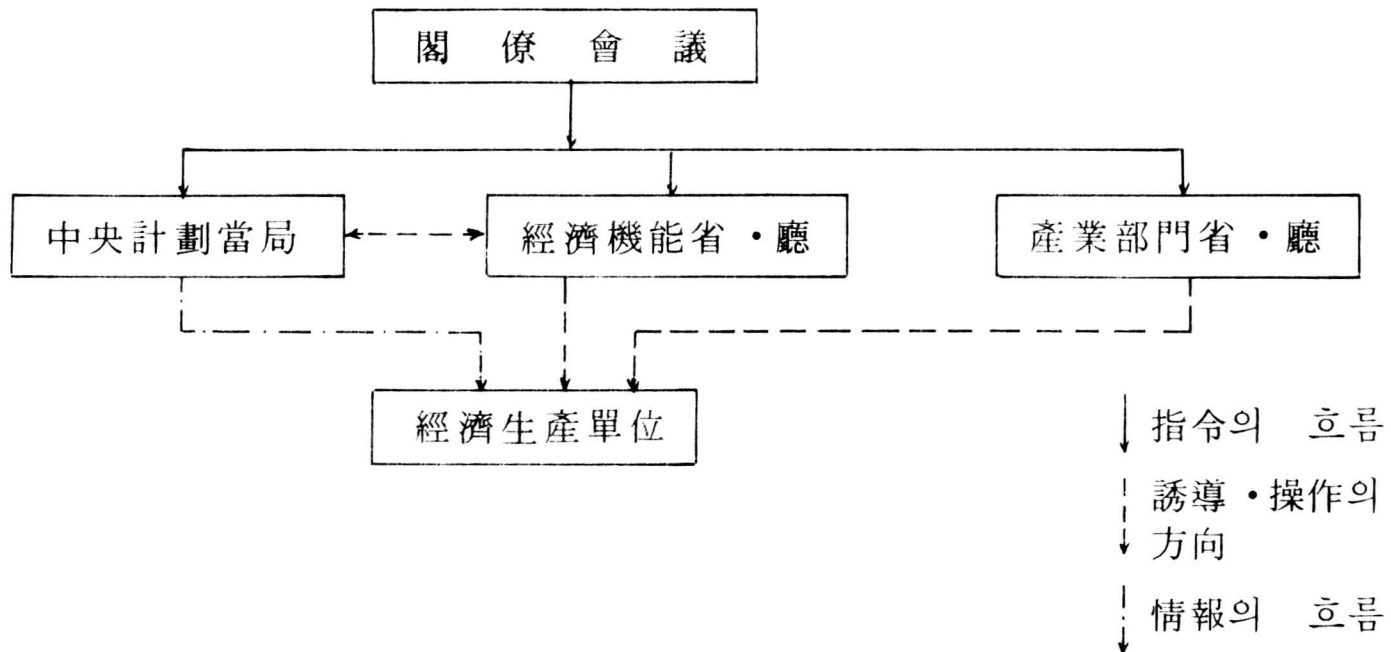 閣僚會議
中央計劃當局
經濟機能省・廳
產業部門省・廳
經濟生產單位
指令의 흐름
誘導・操作의
方向
情報의 흐름